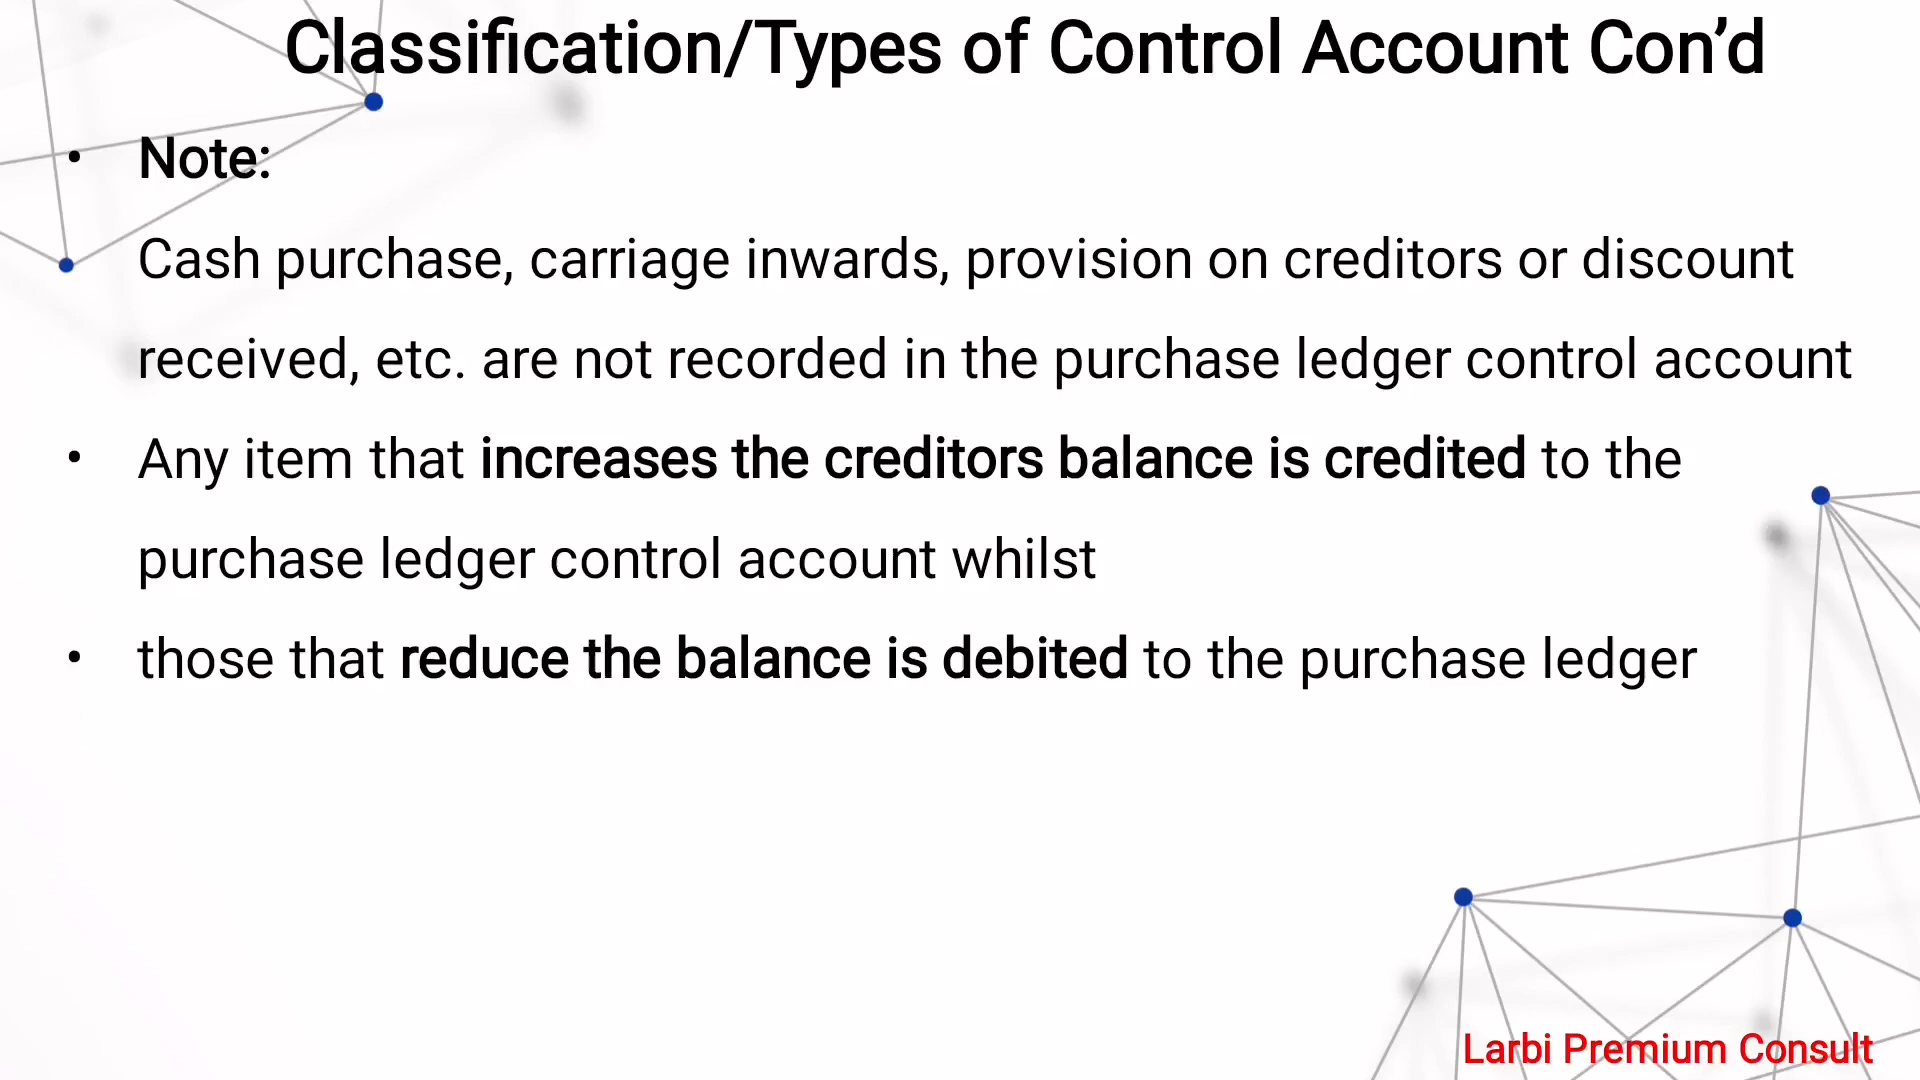 Classification/Types of Control Account Con’d
• Note:
Cash purchase, carriage inwards, provision on creditors or discount
received, etc. are not recorded in the purchase ledger control account
• Any item that increases the creditors balance is credited to the
purchase ledger control account whilst
• those that reduce the balance is debited to the purchase ledger
Larbi Premium Consult